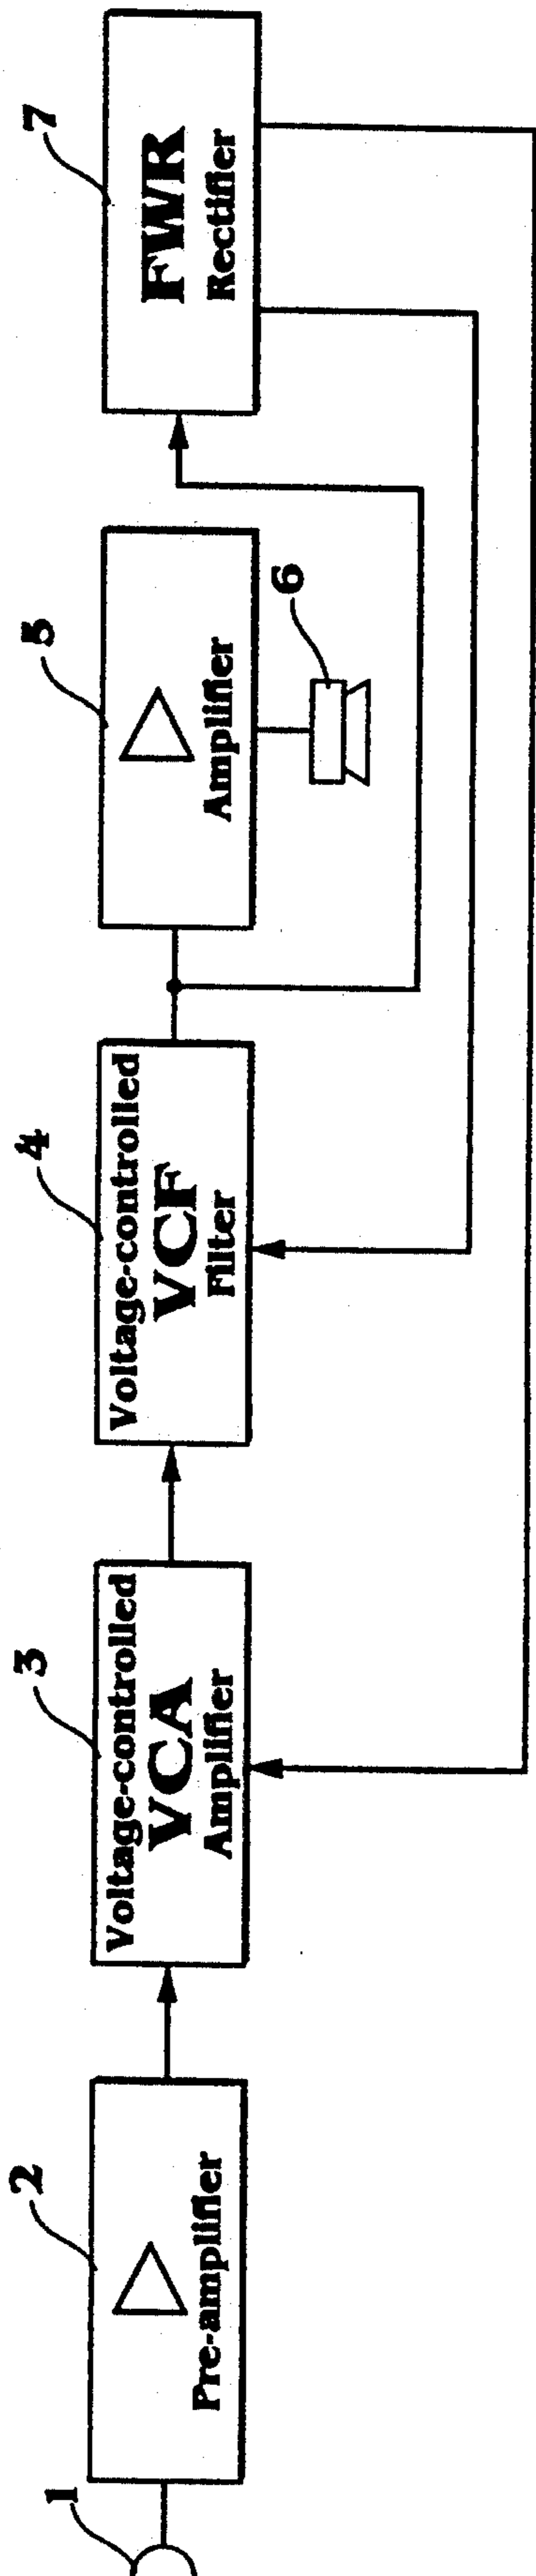 1
2
Pre-amplifier
3
Voltage-controlled
VCA
Amplifier
4
Voltage-controlled
VCF
Filter
5
Amplifier
6
7
FWR
Rectifier